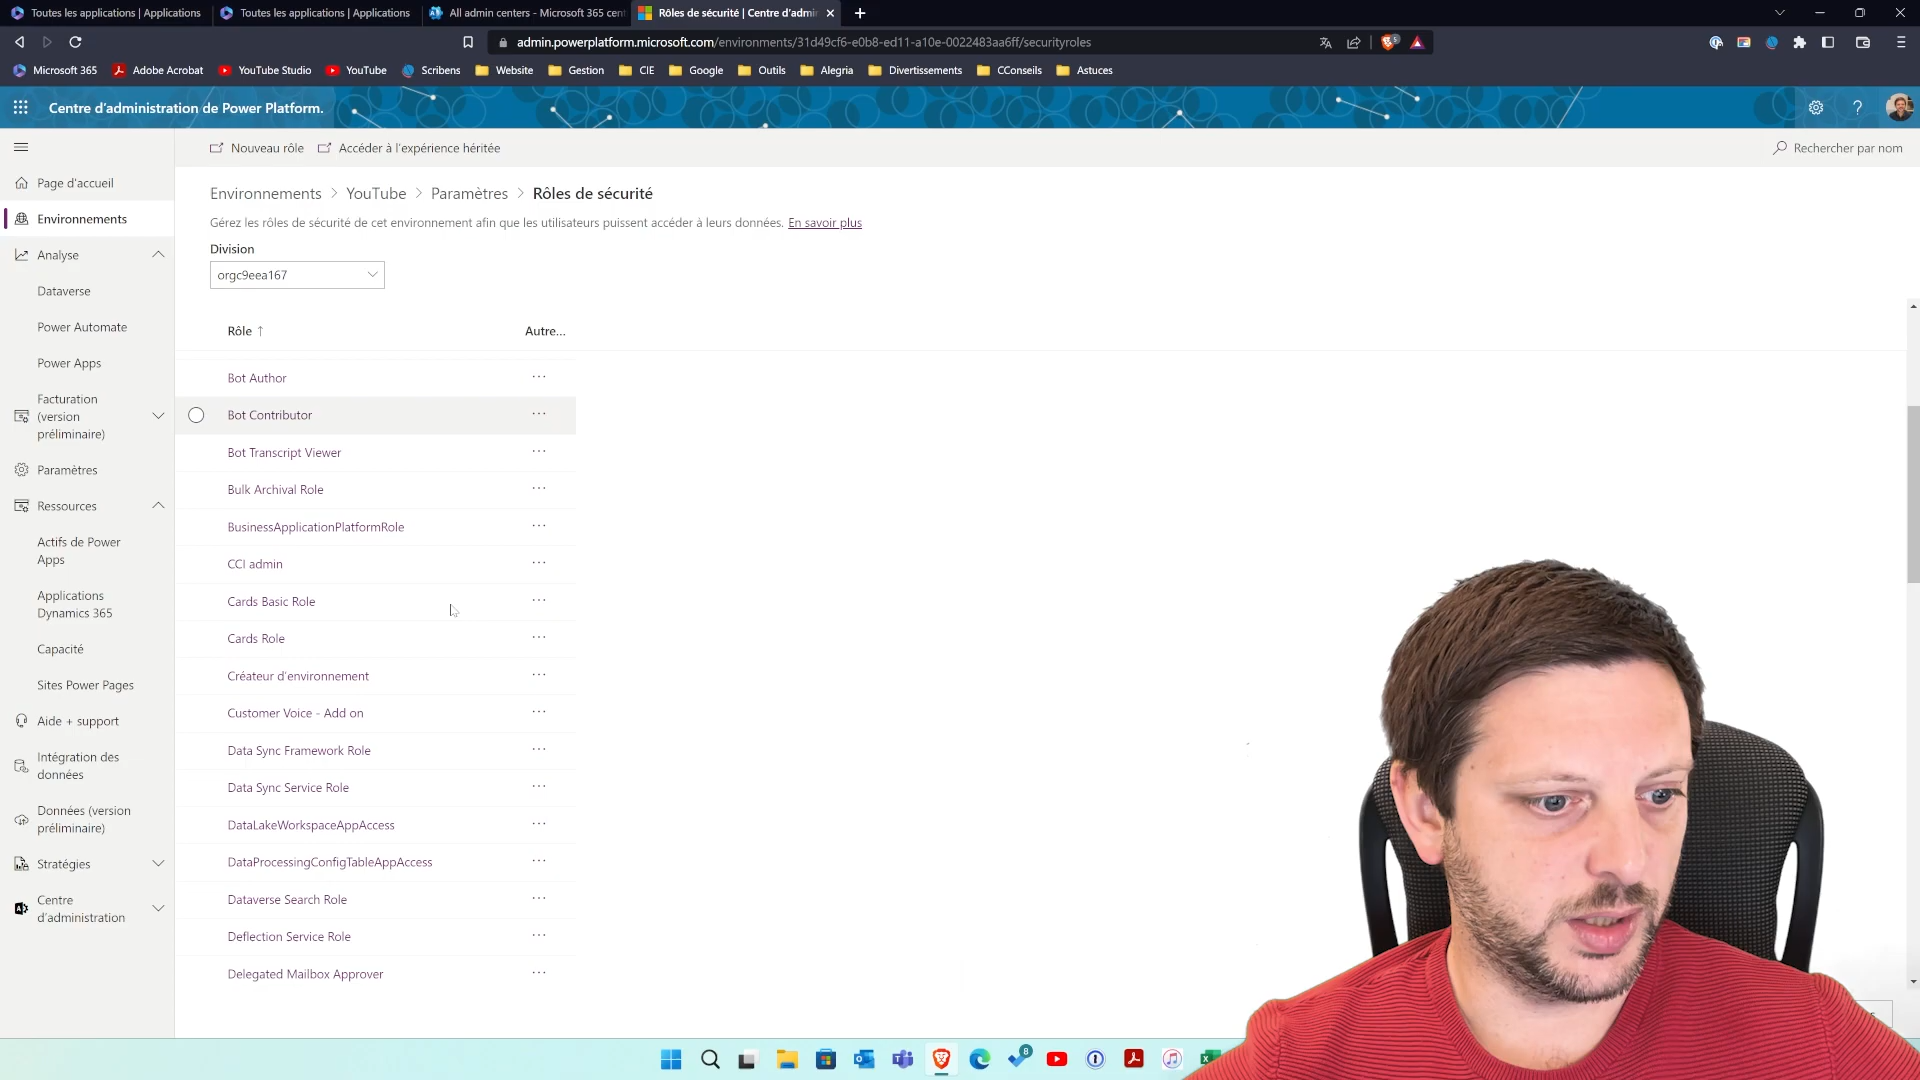 Toutes les applications | Applications
Toutes les applications | Applications
All admin centers - Microsoft 365 cent
Rôles de sécurité | Centre d'admin
admin.powerplatform.microsoft.com/environments/31d49cf6-e0b8-ed11-a10e-0022483aa6ff/securityroles
Microsoft 365
Adobe Acrobat
YouTube Studio
YouTube
Scribens
Website
Gestion
CIE
Google
Outils
Alegria
Divertissements
CConseils
Astuces
Centre d'administration de Power Platform.
Nouveau rôle
Accéder à l'expérience héritée
Rechercher par nom
Page d'accueil
Environnements
Analyse
Dataverse
Power Automate
Power Apps
Facturation
(version
préliminaire)
Paramètres
Ressources
Actifs de Power
Apps
Applications
Dynamics 365
Capacité
Sites Power Pages
Aide + support
Intégration des
données
Données (version
préliminaire)
Stratégies
Centre
d'administration
Environnements > YouTube > Paramètres > Rôles de sécurité
Gérez les rôles de sécurité de cet environnement afin que les utilisateurs puissent accéder à leurs données. En savoir plus
Division
orgc9eea167
Rôle ↑
Autre...
Bot Author
Bot Contributor
Bot Transcript Viewer
Bulk Archival Role
BusinessApplicationPlatformRole
CCI admin
Cards Basic Role
Cards Role
Créateur d'environnement
Customer Voice - Add on
Data Sync Framework Role
Data Sync Service Role
DataLakeWorkspaceAppAccess
DataProcessingConfigTableAppAccess
Dataverse Search Role
Deflection Service Role
Delegated Mailbox Approver
8